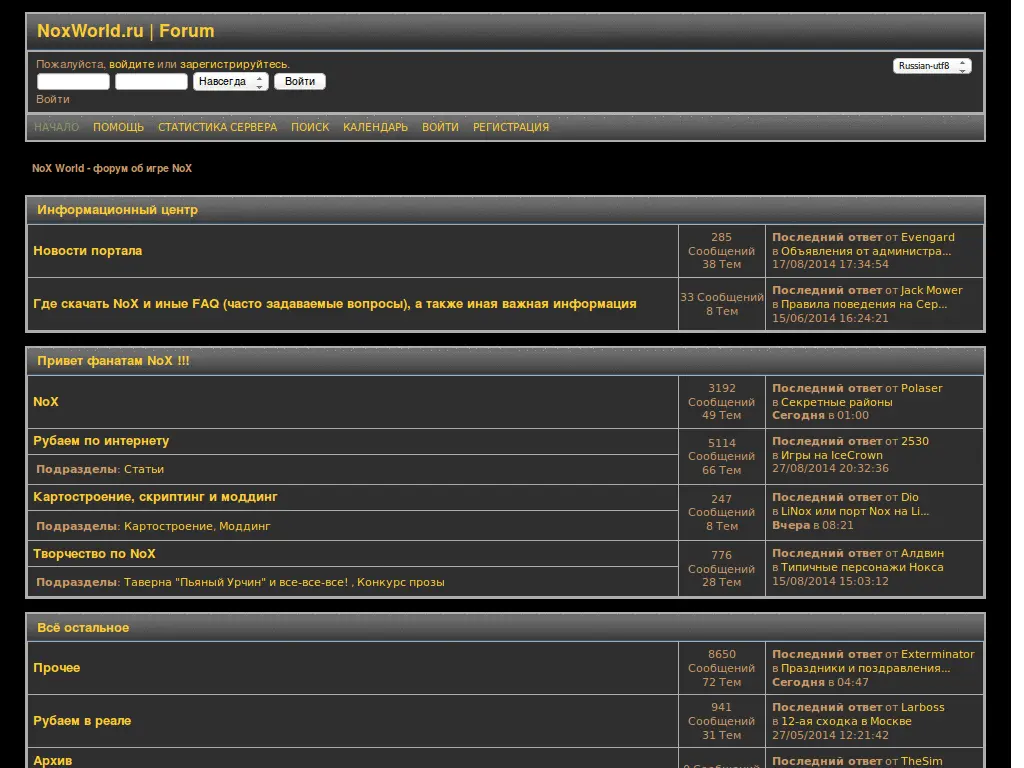 NoxWorld.ru | Forum
Пожалуйста, войдите или зарегистрируйтесь.
Russian-utf8
Навсегда Войти
Войти
НАЧАЛО ПОМОЩЬ СТАТИСТИКА СЕРВЕРА ПОИСК КАЛЕНДАРЬ ВОЙТИ РЕГИСТРАЦИЯ
NoX World - форум об игре NoX
Информационный центр
Новости портала
285
Сообщений
38 Тем
Последний ответ от Evengard
в Объявления от администра...
17/08/2014 17:34:54
Где скачать NoX и иные FAQ (часто задаваемые вопросы), а также иная важная информация
33 Сообщений
8 Тем
Последний ответ от Jack Mower
в Правила поведения на Сер...
15/06/2014 16:24:21
Привет фанатам NoX !!!
NoX
3192
Сообщений
49 Тем
Последний ответ от Polaser
в Секретные районы
Сегодня в 01:00
Рубаем по интернету
Подразделы: Статьи
5114
Сообщений
66 Тем
Последний ответ от 2530
в Игры на IceCrown
27/08/2014 20:32:36
Картостроение, скриптинг и моддинг
Подразделы: Картостроение, Моддинг
247
Сообщений
8 Тем
Последний ответ от Dio
в LiNox или порт Nox на Li...
Вчера в 08:21
Творчество по NoX
Подразделы: Таверна "Пьяный Урчин" и все-все-все! , Конкурс прозы
776
Сообщений
28 Тем
Последний ответ от Алдвин
в Типичные персонажи Нокса
15/08/2014 15:03:12
Всё остальное
Прочее
8650
Сообщений
72 Тем
Последний ответ от Exterminator
в Праздники и поздравления...
Сегодня в 04:47
Рубаем в реале
941
Сообщений
31 Тем
Последний ответ от Larboss
в 12-ая сходка в Москве
27/05/2014 12:21:42
Архив
Сообщений
Последний ответ от TheSim